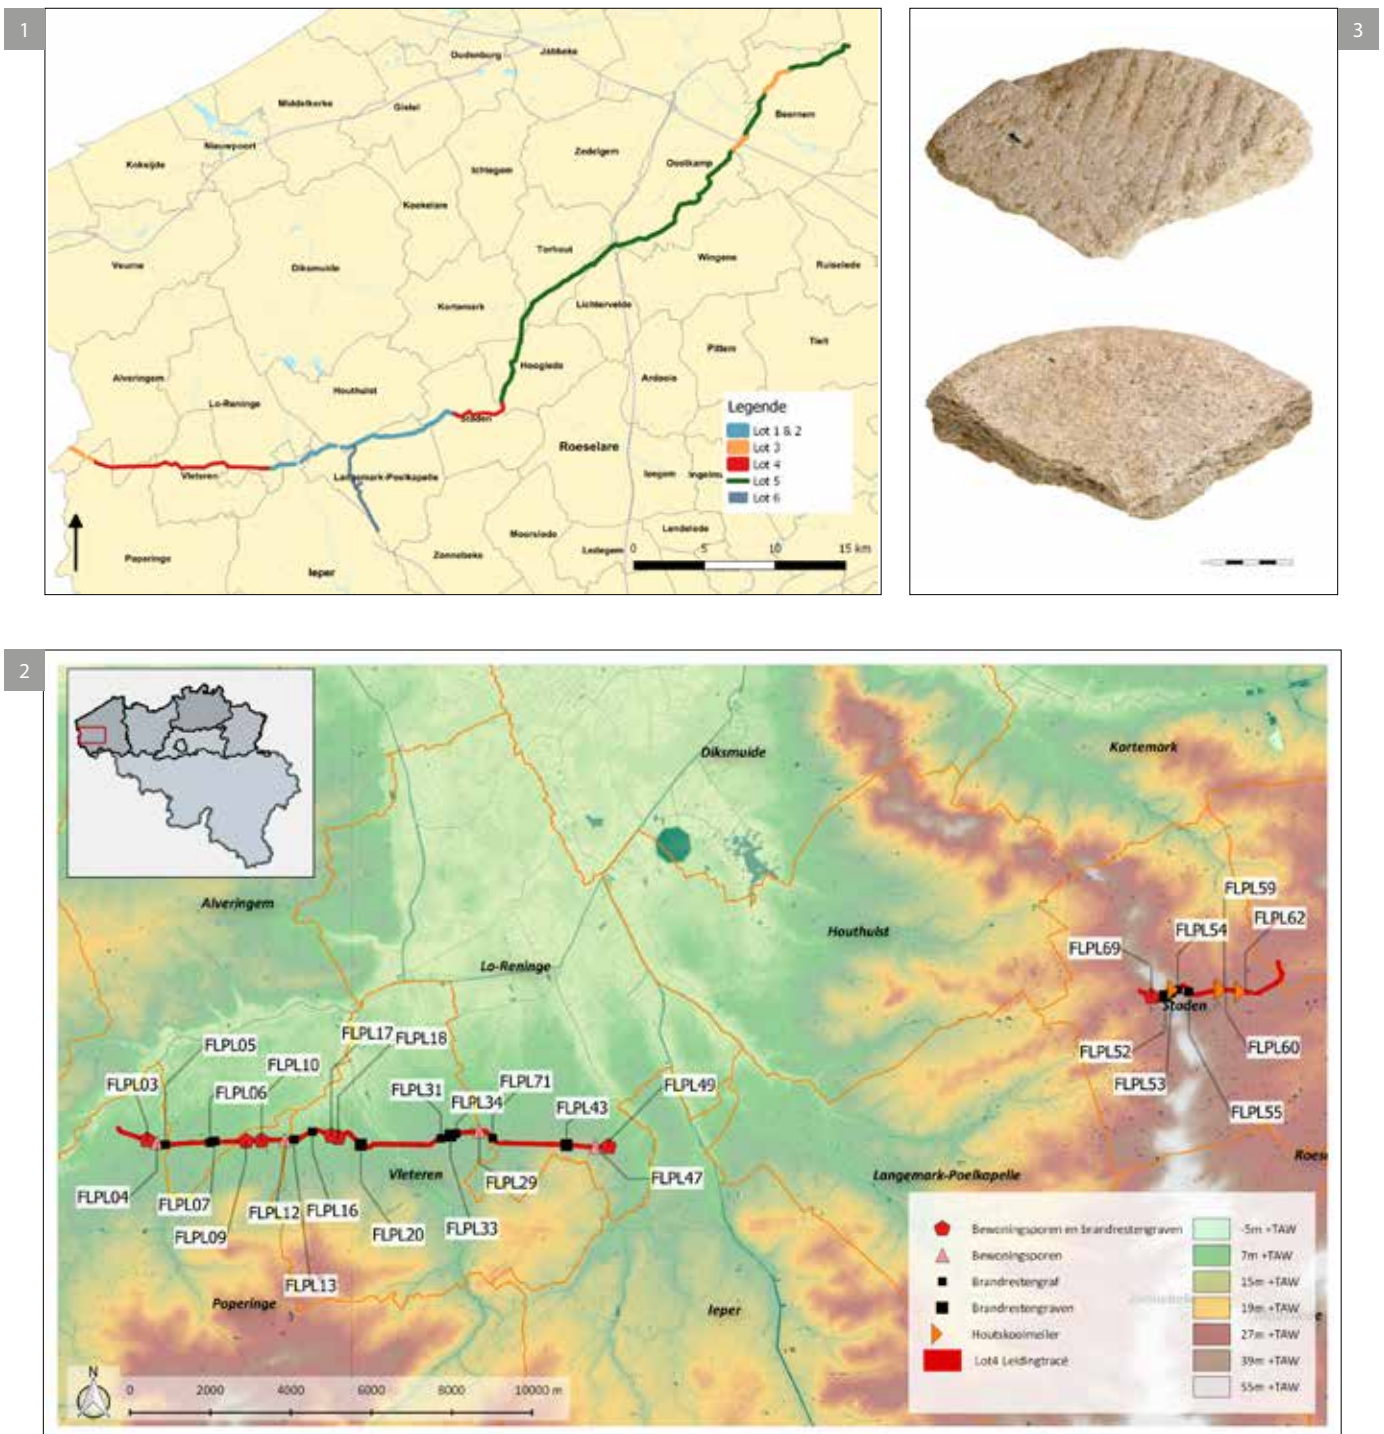 1
Oudenburg
Jabbeke
Middelkerke
Gistel
Nieuwpoort
Beernem
Koksijde
Zedelgem
Oostkamp
Ichtegem
Koekelare
Torhout
Wingene
Veurne
Diksmuide
Ruiselede
Kortemark
Lichtervelde
Tielt
Pittem
Hooglede
Alveringem
Ardooie
Houthulst
Lo-Reninge
Staden
Roeselare
Vleteren
Langemark-Poelkapelle
Izegem
Moorslede
Lendelede
Ledegem
Zonnebeke
Poperinge
Ieper
Legende
Lot 1 & 2
Lot 3
Lot 4
Lot 5
Lot 6
0 5 10 15 km
3
2
Diksmuide
Kortemark
Alveringem
Houthulst
Lo-Reninge
FLPL59
FLPL62
FLPL54
FLPL69
Staden
FLPL52
FLPL60
FLPL53
FLPL55
FLPL17
FLPL18
FLPL05
FLPL10
FLPL03
FLPL06
FLPL31
FLPL71
FLPL34
FLPL43
FLPL49
Vleteren
FLPL29
FLPL47
FLPL04
FLPL07
FLPL12
FLPL16
FLPL09
FLPL20
FLPL33
FLPL13
Langemark-Poelkapelle
Poperinge
Ieper
Bewoningsporen en brandrestengraven
Bewoningsporen
Brandrestengraf
Brandrestengraven
Houtskoolmeiler
Lot4 Leidingtracé
-5m +TAW
7m +TAW
15m +TAW
19m +TAW
27m +TAW
39m +TAW
55m +TAW
N
0 2000 4000 6000 8000 10000 m